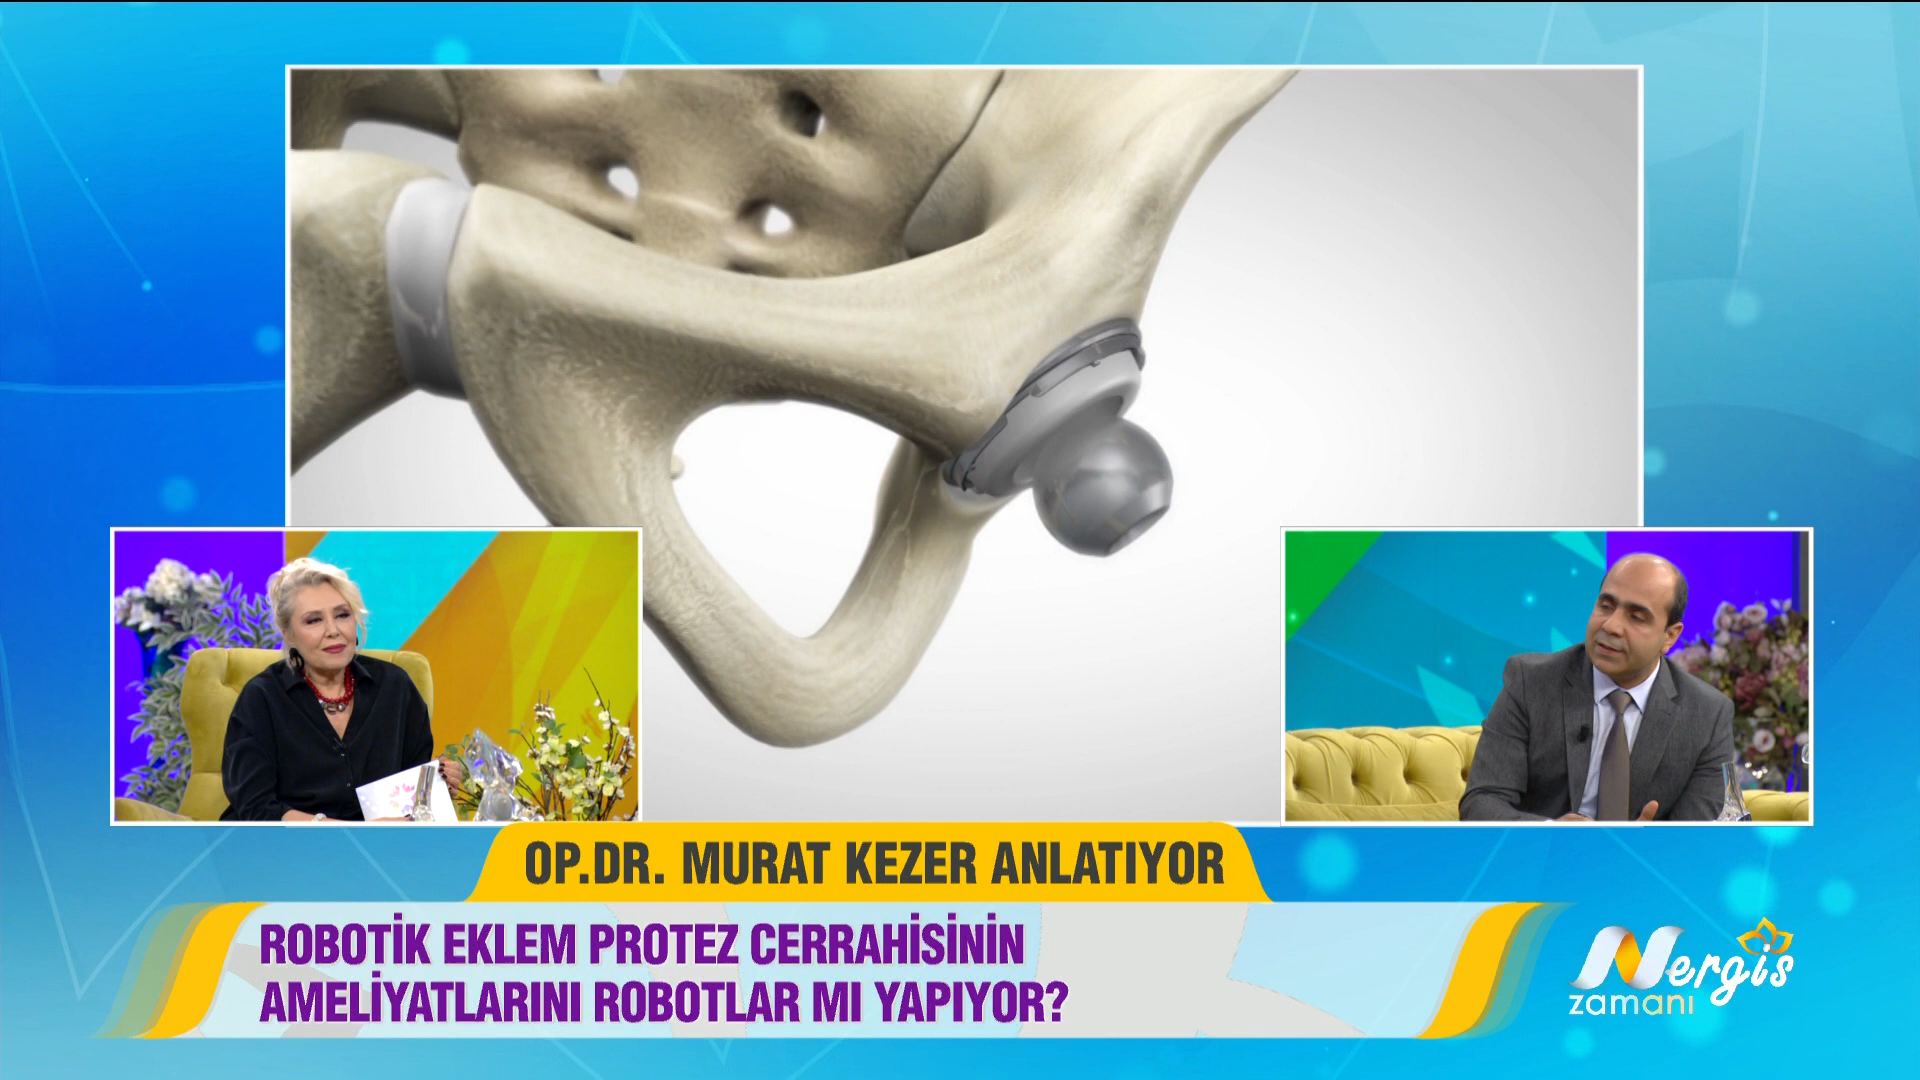 OP.DR. MURAT KEZER ANLATIYOR
ROBOTİK EKLEM PROTEZ CERRAHİSİNİN
AMELİYATLARINI ROBOTLAR MI YAPIYOR?
Nergis
zamanı